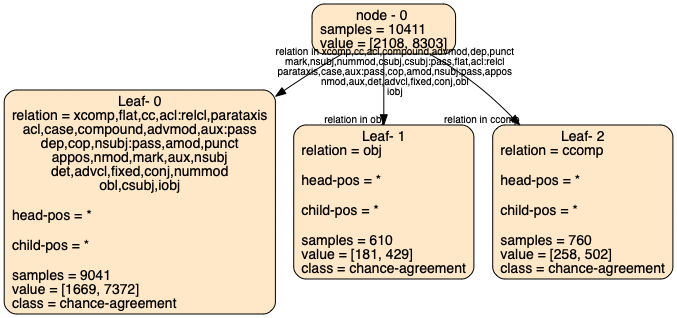 node - 0
samples = 10411
value = [2108, 8303]
relation in xcomp,cc,acl,compound,advmod,dep,punct
mark,nsubj,nummod,csubj,csubj:pass,flat,acl:relcl
parataxis,case,aux:pass,cop,amod,nsubj:pass,appos
nmod,aux,det,advcl,fixed,conj,obl
iobj
relation in obj
relation in ccomp
Leaf- 0
relation = xcomp,flat,cc,acl:relcl,parataxis
acl,case,compound,advmod,aux:pass
dep,cop,nsubj:pass,amod,punct
appos,nmod,mark,aux,nsubj
det,advcl,fixed,conj,nummod
obl,csubj,iobj
head-pos = *
child-pos = *
samples = 9041
value = [1669, 7372]
class = chance-agreement
Leaf- 1
relation = obj
head-pos = *
child-pos = *
samples = 610
value = [181, 429]
class = chance-agreement
Leaf- 2
relation = ccomp
head-pos = *
child-pos = *
samples = 760
value = [258, 502]
class = chance-agreement